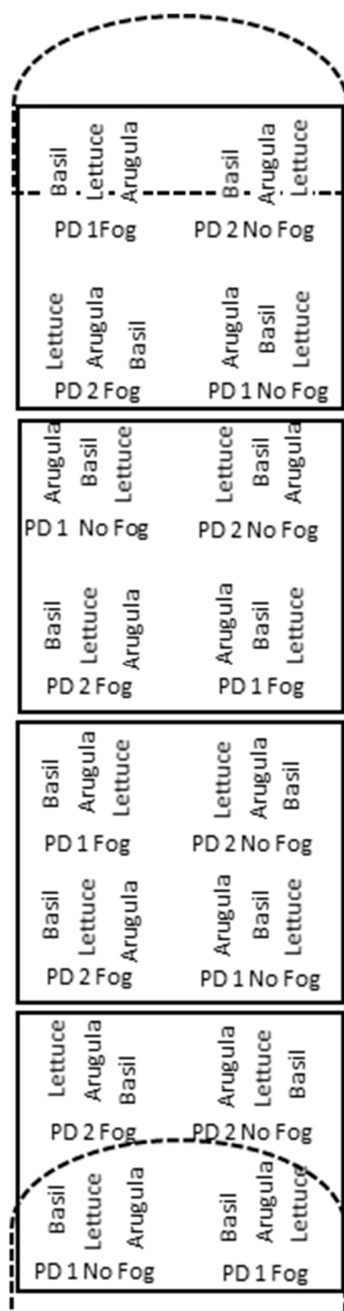 Basil Lettuce Arugula Basil Arugula Lettuce
PD 1Fog PD 2 No Fog
Lettuce Arugula Basil Arugula Basil Lettuce
PD 2 Fog PD 1 No Fog
Arugula Basil Lettuce Lettuce Basil Arugula
PD 1 No Fog PD 2 No Fog
Basil Lettuce Arugula Arugula Basil Lettuce
PD 2 Fog PD 1 Fog
Basil Arugula Lettuce Lettuce Arugula Basil
PD 1 Fog PD 2 No Fog
Basil Lettuce Arugula Arugula Basil Lettuce
PD 2 Fog PD 1 No Fog
Lettuce Arugula Basil Arugula Lettuce Basil
PD 2 Fog PD 2 No Fog
Basil Lettuce Arugula Basil Arugula Lettuce
PD 1 No Fog PD 1 Fog